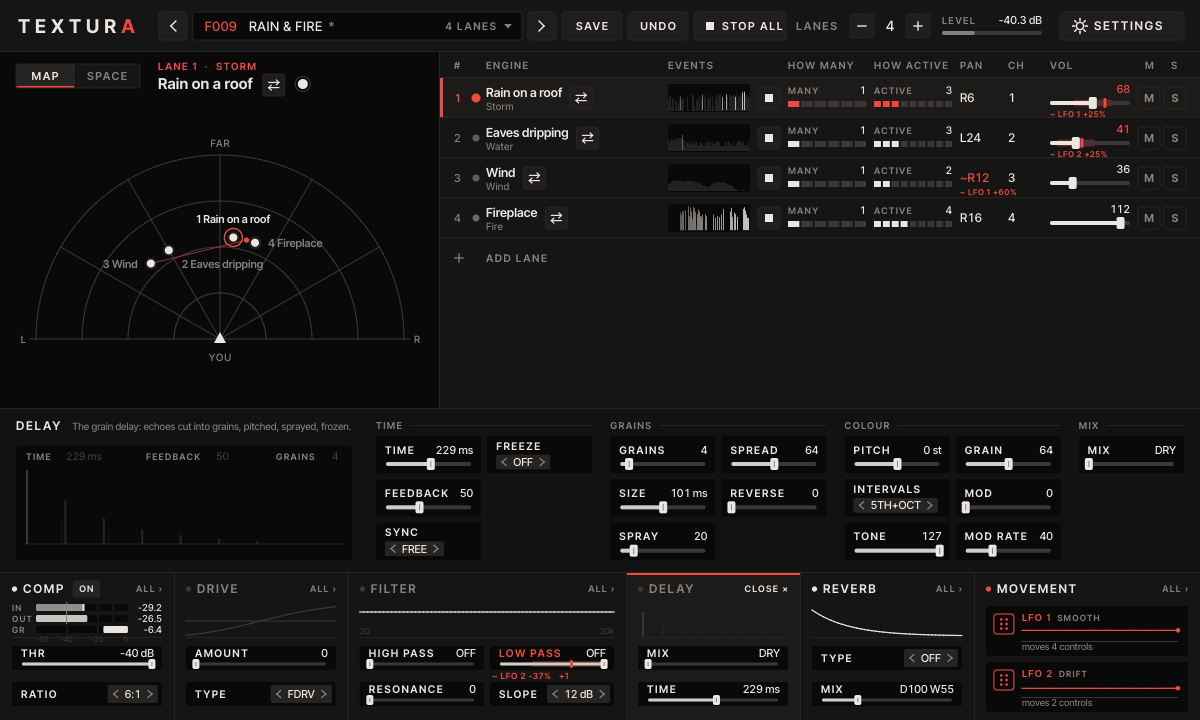 TEXTURA
F009 RAIN & FIRE *
4 LANES
SAVE
UNDO
STOP ALL
LANES
4
LEVEL -40.3 dB
SETTINGS
MAP
SPACE
LANE 1 · STORM
Rain on a roof
FAR
1 Rain on a roof
4 Fireplace
3 Wind
2 Eaves dripping
L
R
YOU
# ENGINE EVENTS HOW MANY HOW ACTIVE PAN CH VOL M S
1 Rain on a roof MANY 1 ACTIVE 3 R6 1 68 M S
Storm
~ LFO 1 +25%
2 Eaves dripping MANY 1 ACTIVE 3 L24 2 41 M S
Water
~ LFO 2 +25%
3 Wind MANY 1 ACTIVE 2 ~R12 3 36 M S
Wind
~ LFO 1 +60%
4 Fireplace MANY 1 ACTIVE 4 R16 4 112 M S
Fire
+ ADD LANE
DELAY The grain delay: echoes cut into grains, pitched, sprayed, frozen.
TIME 229 ms FEEDBACK 50 GRAINS 4
TIME
TIME 229 ms
FREEZE
OFF
FEEDBACK 50
SYNC
FREE
GRAINS
GRAINS 4
SPREAD 64
SIZE 101 ms
REVERSE 0
SPRAY 20
COLOUR
PITCH 0 st
GRAIN 64
INTERVALS
5TH+OCT
MOD 0
TONE 127
MOD RATE 40
MIX
MIX DRY
COMP ON ALL ›
IN -29.2
OUT -26.5
GR -6.4
-60 -40 -20 0
THR -40 dB
RATIO 6:1
DRIVE ALL ›
AMOUNT 0
TYPE FDRV
FILTER ALL ›
20 20k
HIGH PASS OFF
LOW PASS OFF
~ LFO 2 -37% +1
RESONANCE 0
SLOPE 12 dB
DELAY CLOSE ×
MIX DRY
TIME 229 ms
REVERB ALL ›
TYPE OFF
MIX D100 W55
MOVEMENT ALL ›
LFO 1 SMOOTH
moves 4 controls
LFO 2 DRIFT
moves 2 controls